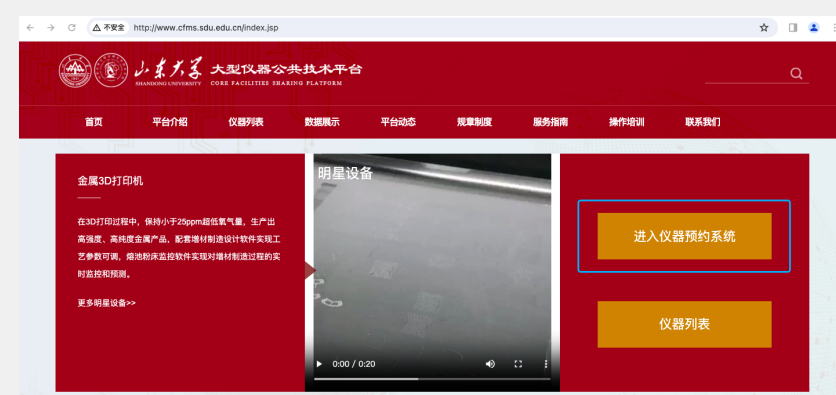 不安全 http://www.cfms.sdu.edu.cn/index.jsp
山东大学 大型仪器公共技术平台
SHANDONG UNIVERSITY CORE FACILITIES SHARING PLATFORM
首页 平台介绍 仪器列表 数据展示 平台动态 规章制度 服务指南 操作培训 联系我们
金属3D打印机
在3D打印过程中，保持小于25ppm超低氧气量，生产出
高强度、高纯度金属产品，配套增材制造设计软件实现工
艺参数可调，熔池粉床监控软件实现对增材制造过程的实
时监控和预测。
更多明星设备>>
明星设备
0:00 / 0:20
进入仪器预约系统
仪器列表